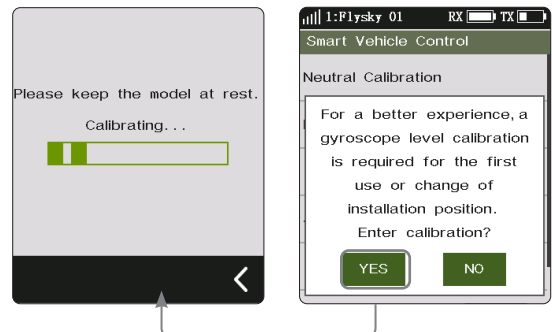 Please keep the model at rest.
Calibrating...
1:Flysky 01 RX TX
Smart Vehicle Control
Neutral Calibration
For a better experience, a
gyroscope level calibration
is required for the first
use or change of
installation position.
Enter calibration?
YES NO